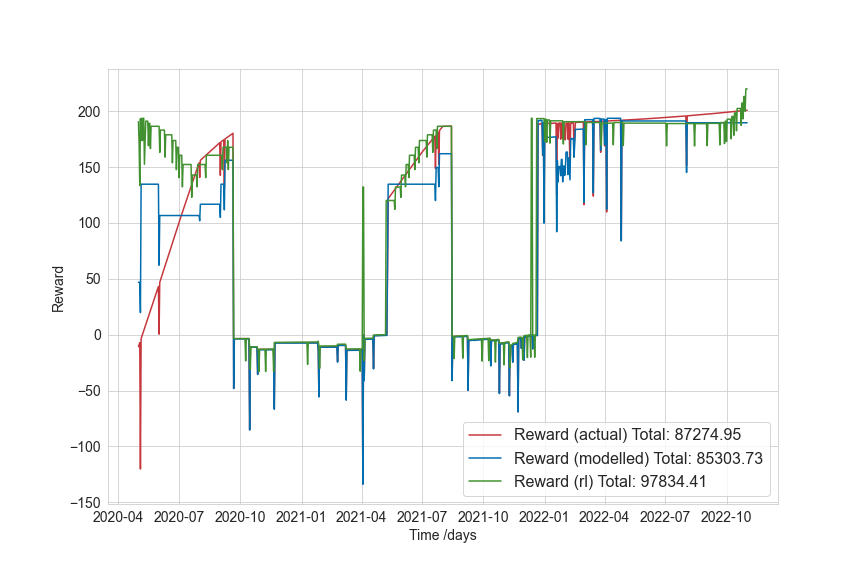 200
150
100
50
0
−50
−100
−150
Reward
Reward (actual) Total: 87274.95
Reward (modelled) Total: 85303.73
Reward (rl) Total: 97834.41
2020-04 2020-07 2020-10 2021-01 2021-04 2021-07 2021-10 2022-01 2022-04 2022-07 2022-10
Time /days